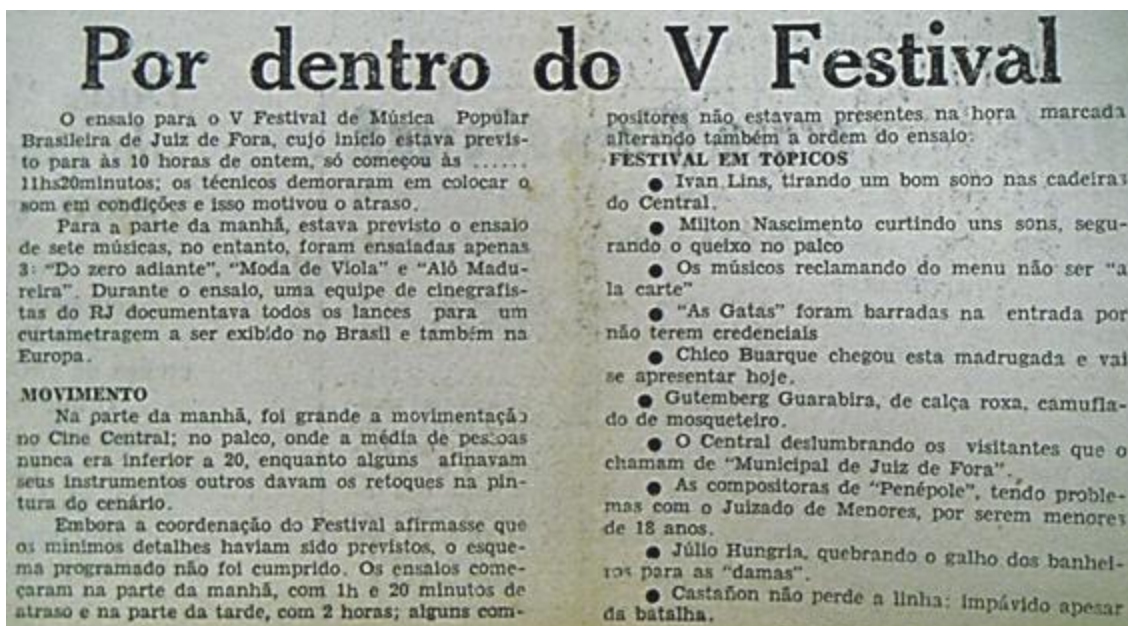 Por dentro do V Festival
O ensaio para o V Festival de Música Popular
Brasileira de Juiz de Fora, cujo início estava previs-
to para às 10 horas de ontem, só começou às ......
11hs20minutos; os técnicos demoraram em colocar o
som em condições e isso motivou o atraso.
Para a parte da manhã, estava previsto o ensaio
de sete músicas, no entanto, foram ensaiadas apenas
3: “Do zero adiante”, “Moda de Viola” e “Alô Madu-
reira”. Durante o ensaio, uma equipe de cinegrafis-
tas do RJ documentava todos os lances para um
curtametragem a ser exibido no Brasil e também na
Europa.
MOVIMENTO
Na parte da manhã, foi grande a movimentação
no Cine Central; no palco, onde a média de pessoas
nunca era inferior a 20, enquanto alguns afinavam
seus instrumentos outros davam os retoques na pin-
tura do cenário.
Embora a coordenação do Festival afirmasse que
os mínimos detalhes haviam sido previstos, o esque-
ma programado não foi cumprido. Os ensaios come-
çaram na parte da manhã, com 1h e 20 minutos de
atraso e na parte da tarde, com 2 horas; alguns com-
positores não estavam presentes na hora marcada
alterando também a ordem do ensaio.
FESTIVAL EM TÓPICOS
● Ivan Lins, tirando um bom sono nas cadeiras
do Central.
● Milton Nascimento curtindo uns sons, segu-
rando o queixo no palco
● Os músicos reclamando do menu não ser “a
la carte”
● “As Gatas” foram barradas na entrada por
não terem credenciais
● Chico Buarque chegou esta madrugada e vai
se apresentar hoje.
● Gutemberg Guarabira, de calça roxa, camufla-
do de mosqueteiro.
● O Central deslumbrando os visitantes que o
chamam de “Municipal de Juiz de Fora”.
● As compositoras de “Penépole”, tendo proble-
mas com o Juizado de Menores, por serem menores
de 18 anos.
● Júlio Hungria, quebrando o galho dos banhei-
ros para as “damas”.
● Castañon não perde a linha: impávido apesar
da batalha.